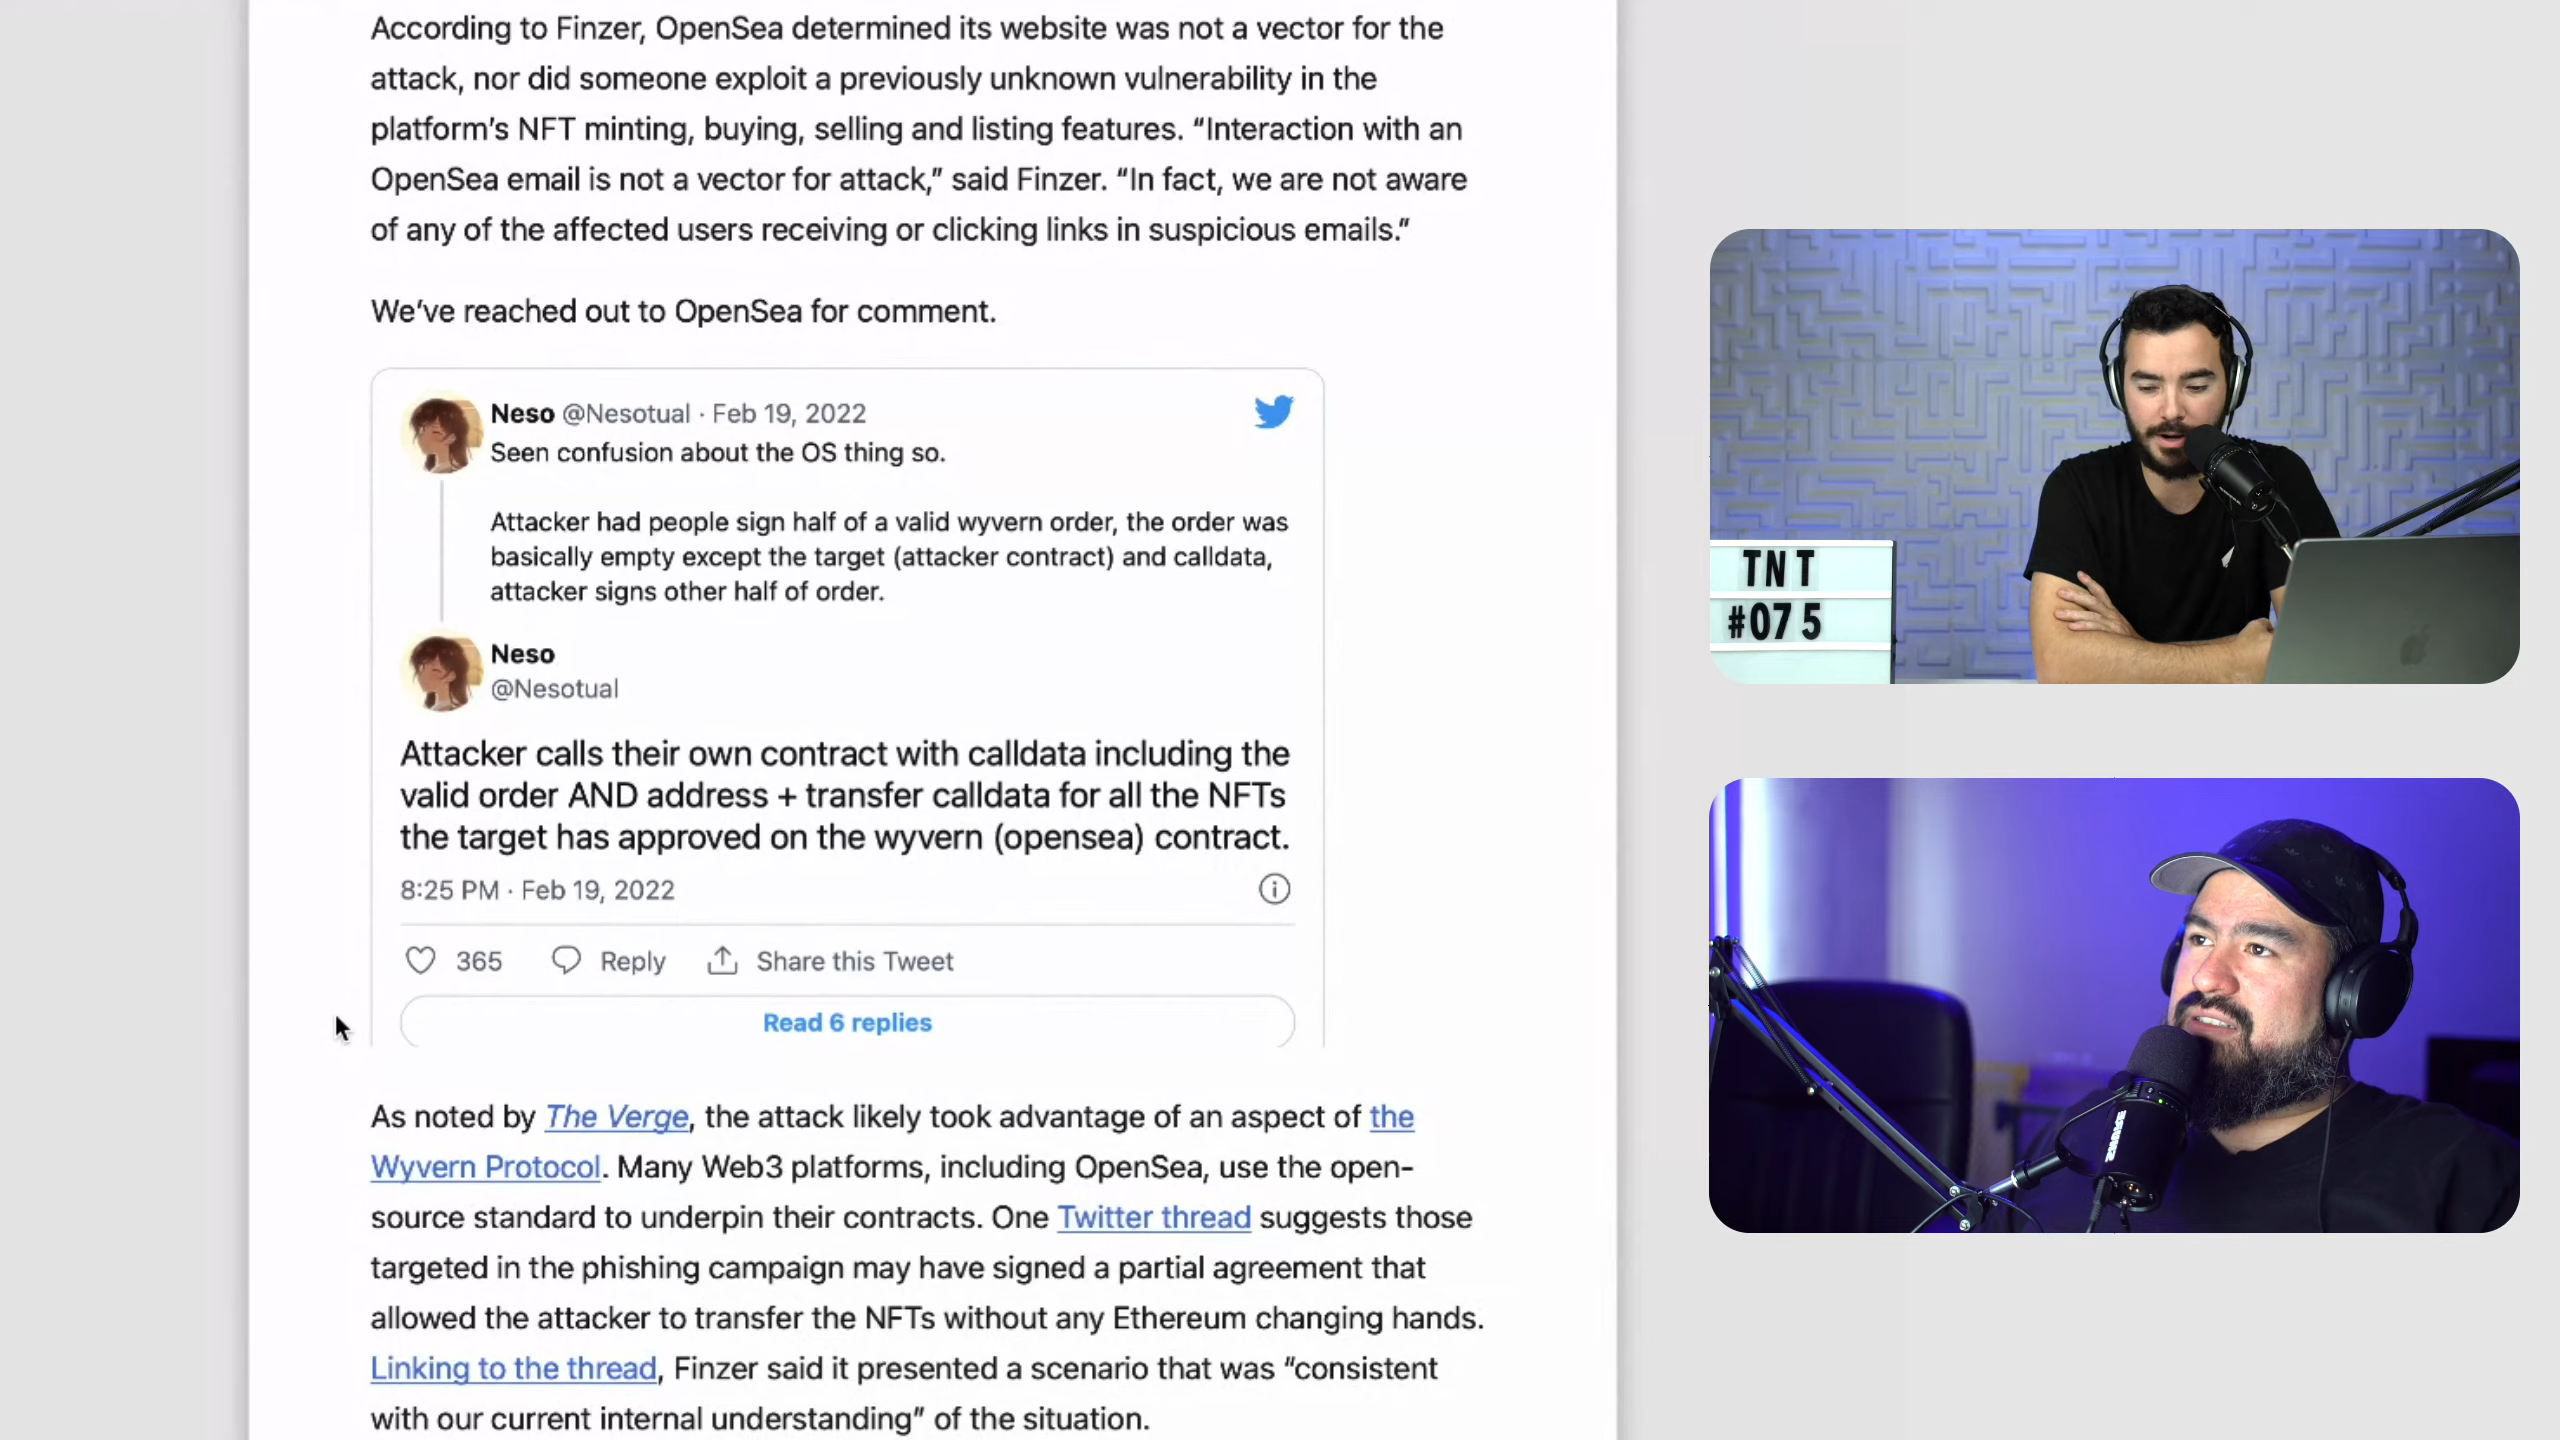 According to Finzer, OpenSea determined its website was not a vector for the
attack, nor did someone exploit a previously unknown vulnerability in the
platform’s NFT minting, buying, selling and listing features. “Interaction with an
OpenSea email is not a vector for attack,” said Finzer. “In fact, we are not aware
of any of the affected users receiving or clicking links in suspicious emails.”
We’ve reached out to OpenSea for comment.
Neso @Nesotual · Feb 19, 2022
Seen confusion about the OS thing so.
Attacker had people sign half of a valid wyvern order, the order was
basically empty except the target (attacker contract) and calldata,
attacker signs other half of order.
Neso
@Nesotual
Attacker calls their own contract with calldata including the
valid order AND address + transfer calldata for all the NFTs
the target has approved on the wyvern (opensea) contract.
8:25 PM · Feb 19, 2022
365 Reply Share this Tweet
Read 6 replies
As noted by The Verge, the attack likely took advantage of an aspect of the
Wyvern Protocol. Many Web3 platforms, including OpenSea, use the open-
source standard to underpin their contracts. One Twitter thread suggests those
targeted in the phishing campaign may have signed a partial agreement that
allowed the attacker to transfer the NFTs without any Ethereum changing hands.
Linking to the thread, Finzer said it presented a scenario that was “consistent
with our current internal understanding” of the situation.
TNT
#075